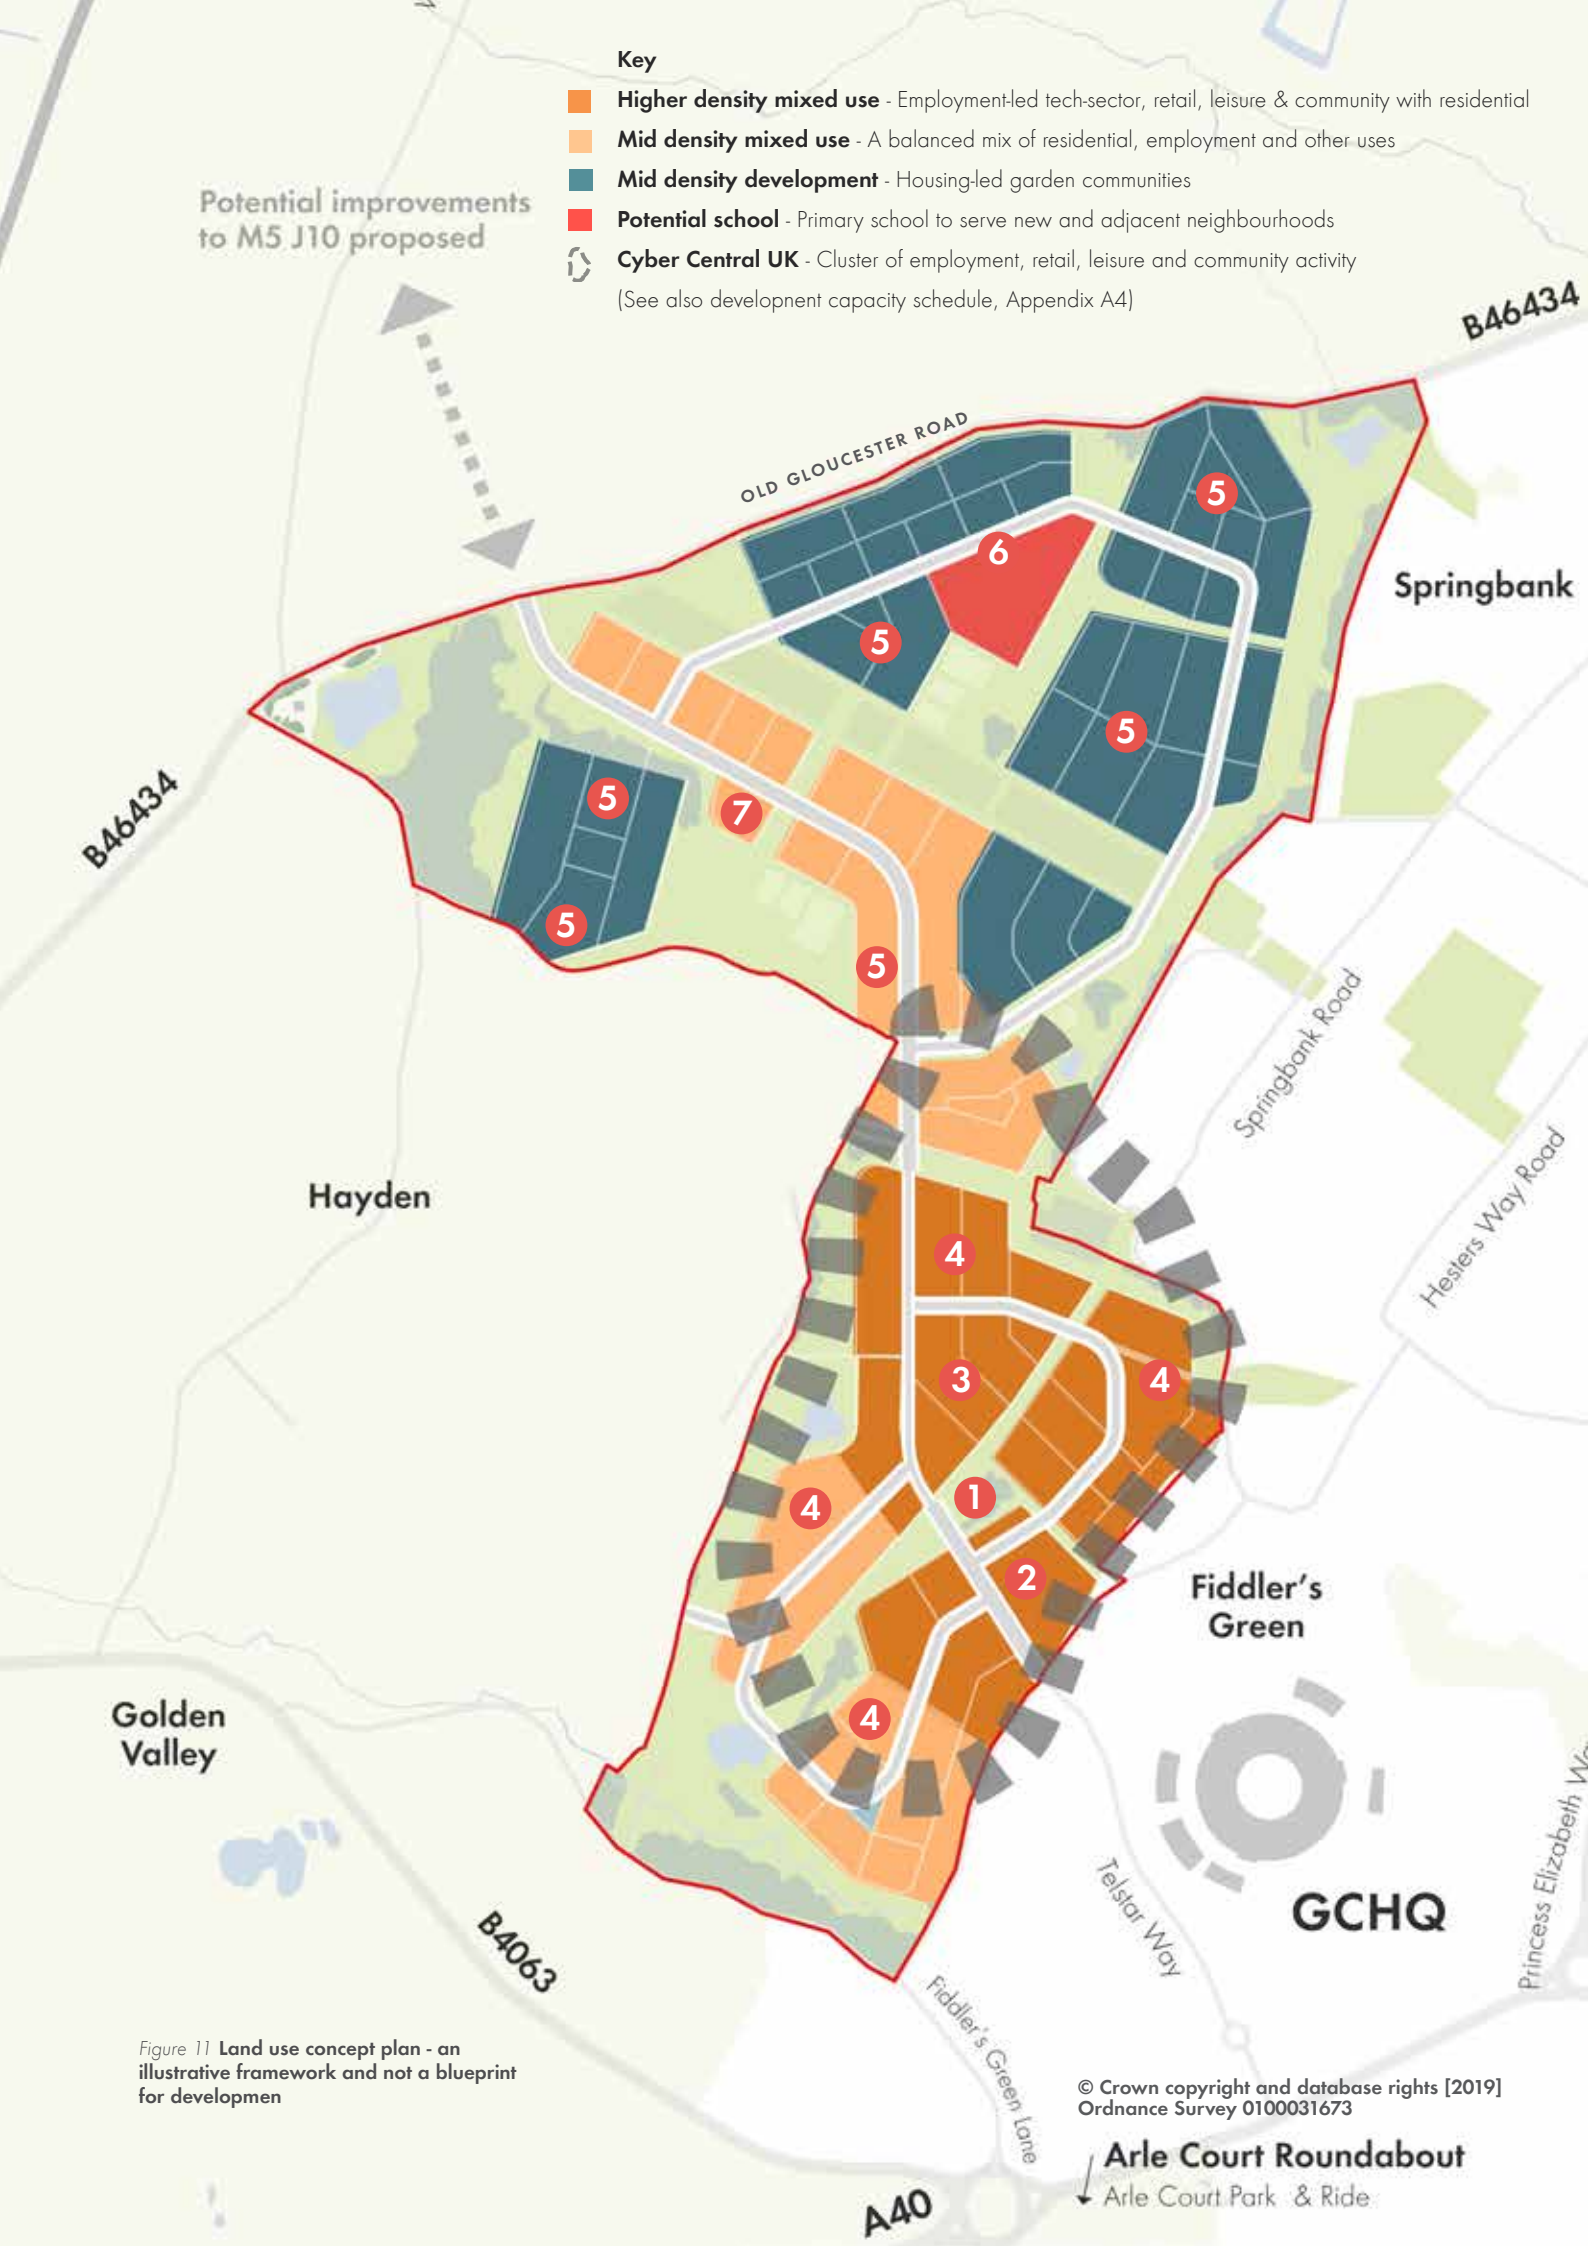 Key
Higher density mixed use - Employment-led tech-sector, retail, leisure & community with residential
Mid density mixed use - A balanced mix of residential, employment and other uses
Mid density development - Housing-led garden communities
Potential school - Primary school to serve new and adjacent neighbourhoods
Cyber Central UK - Cluster of employment, retail, leisure and community activity
(See also developnent capacity schedule, Appendix A4)
Potential improvements
to M5 J10 proposed
B46434
OLD GLOUCESTER ROAD
5
6
Springbank
5
5
B46434
5
7
5
5
Springbank Road
Hesters Way Road
Hayden
4
3
4
1
4
2
Fiddler's
Green
4
Golden
Valley
GCHQ
Princess Elizabeth
Telstar Way
B4063
Fiddler's Green Lane
Figure 11 Land use concept plan - an
illustrative framework and not a blueprint
for developmen
© Crown copyright and database rights [2019]
Ordnance Survey 0100031673
Arle Court Roundabout
Arle Court Park & Ride
A40